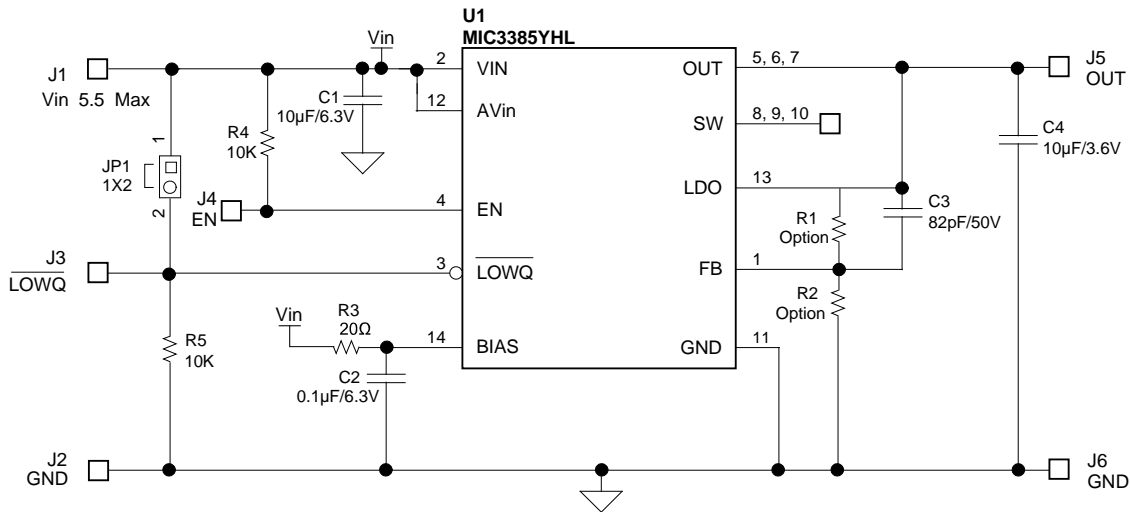 U1
MIC3385YHL
Vin
J1
Vin 5.5 Max
2
VIN
OUT
5, 6, 7
J5
OUT
12
AVin
C1
10µF/6.3V
SW
8, 9, 10
R4
10K
C4
10µF/3.6V
1
JP1
1X2
2
LDO
13
J4
EN
4
EN
R1
Option
C3
82pF/50V
J3
LOWQ
3
LOWQ
FB
1
R2
Option
Vin
R3
20Ω
14
BIAS
GND
11
R5
10K
C2
0.1µF/6.3V
J2
GND
J6
GND